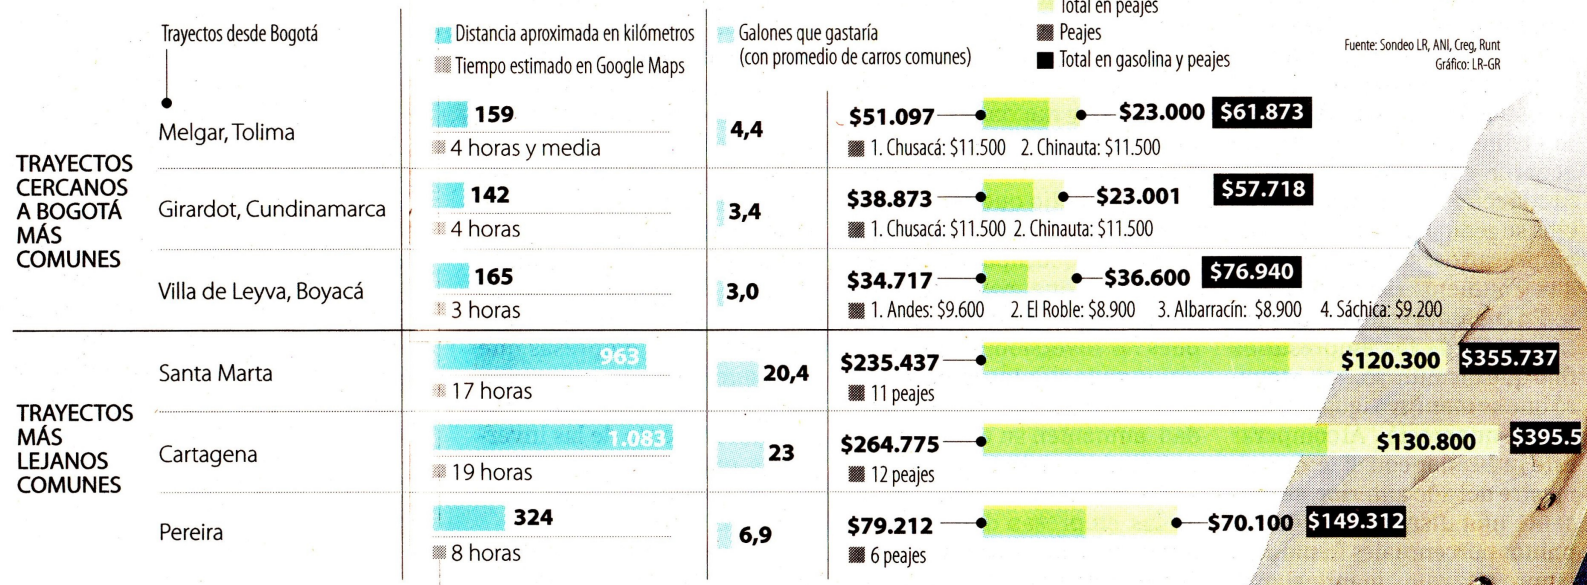 Total en peajes
Trayectos desde Bogotá
Distancia aproximada en kilómetros
Tiempo estimado en Google Maps
Galones que gastaría
(con promedio de carros comunes)
Peajes
Total en gasolina y peajes
Fuente: Sondeo LR, ANI, Creg, Runt
Gráfico: LR-GR
TRAYECTOS
CERCANOS
A BOGOTÁ
MÁS
COMUNES
Melgar, Tolima
159
4 horas y media
4,4
$51.097
$23.000
$61.873
1. Chusacá: $11.500 2. Chinauta: $11.500
Girardot, Cundinamarca
142
4 horas
3,4
$38.873
$23.001
$57.718
1. Chusacá: $11.500 2. Chinauta: $11.500
Villa de Leyva, Boyacá
165
3 horas
3,0
$34.717
$36.600
$76.940
1. Andes: $9.600 2. El Roble: $8.900 3. Albarracín: $8.900 4. Sáchica: $9.200
TRAYECTOS
MÁS
LEJANOS
COMUNES
Santa Marta
963
17 horas
20,4
$235.437
$120.300
$355.737
11 peajes
Cartagena
1.083
19 horas
23
$264.775
$130.800
$395.5
12 peajes
Pereira
324
8 horas
6,9
$79.212
$70.100
$149.312
6 peajes